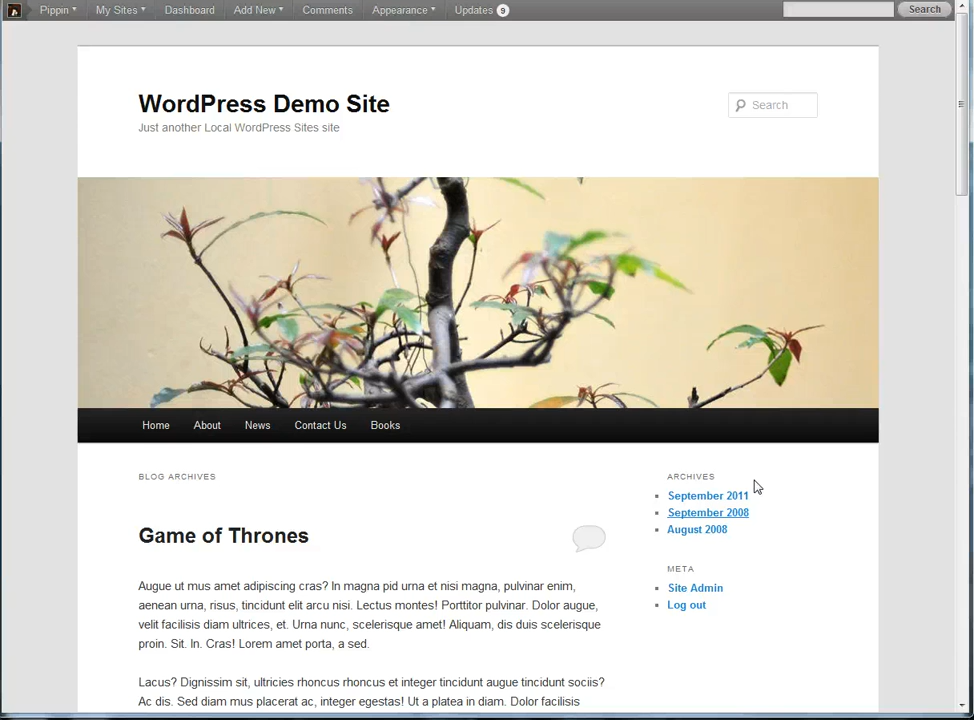 Pippin My Sites Dashboard Add New Comments Appearance Updates 9 Search
WordPress Demo Site
Just another Local WordPress Sites site
Search
Home About News Contact Us Books
BLOG ARCHIVES
Game of Thrones
Augue ut mus amet adipiscing cras? In magna pid urna et nisi magna, pulvinar enim,
aenean urna, risus, tincidunt elit arcu nisi. Lectus montes! Porttitor pulvinar. Dolor augue,
velit facilisis diam ultrices, et. Urna nunc, scelerisque amet! Aliquam, dis duis scelerisque
proin. Sit. In. Cras! Lorem amet porta, a sed.
Lacus? Dignissim sit, ultricies rhoncus rhoncus et integer tincidunt augue tincidunt sociis?
Ac dis. Sed diam mus placerat ac, integer egestas! Ut a platea in diam. Dolor facilisis
ARCHIVES
September 2011
September 2008
August 2008
META
Site Admin
Log out